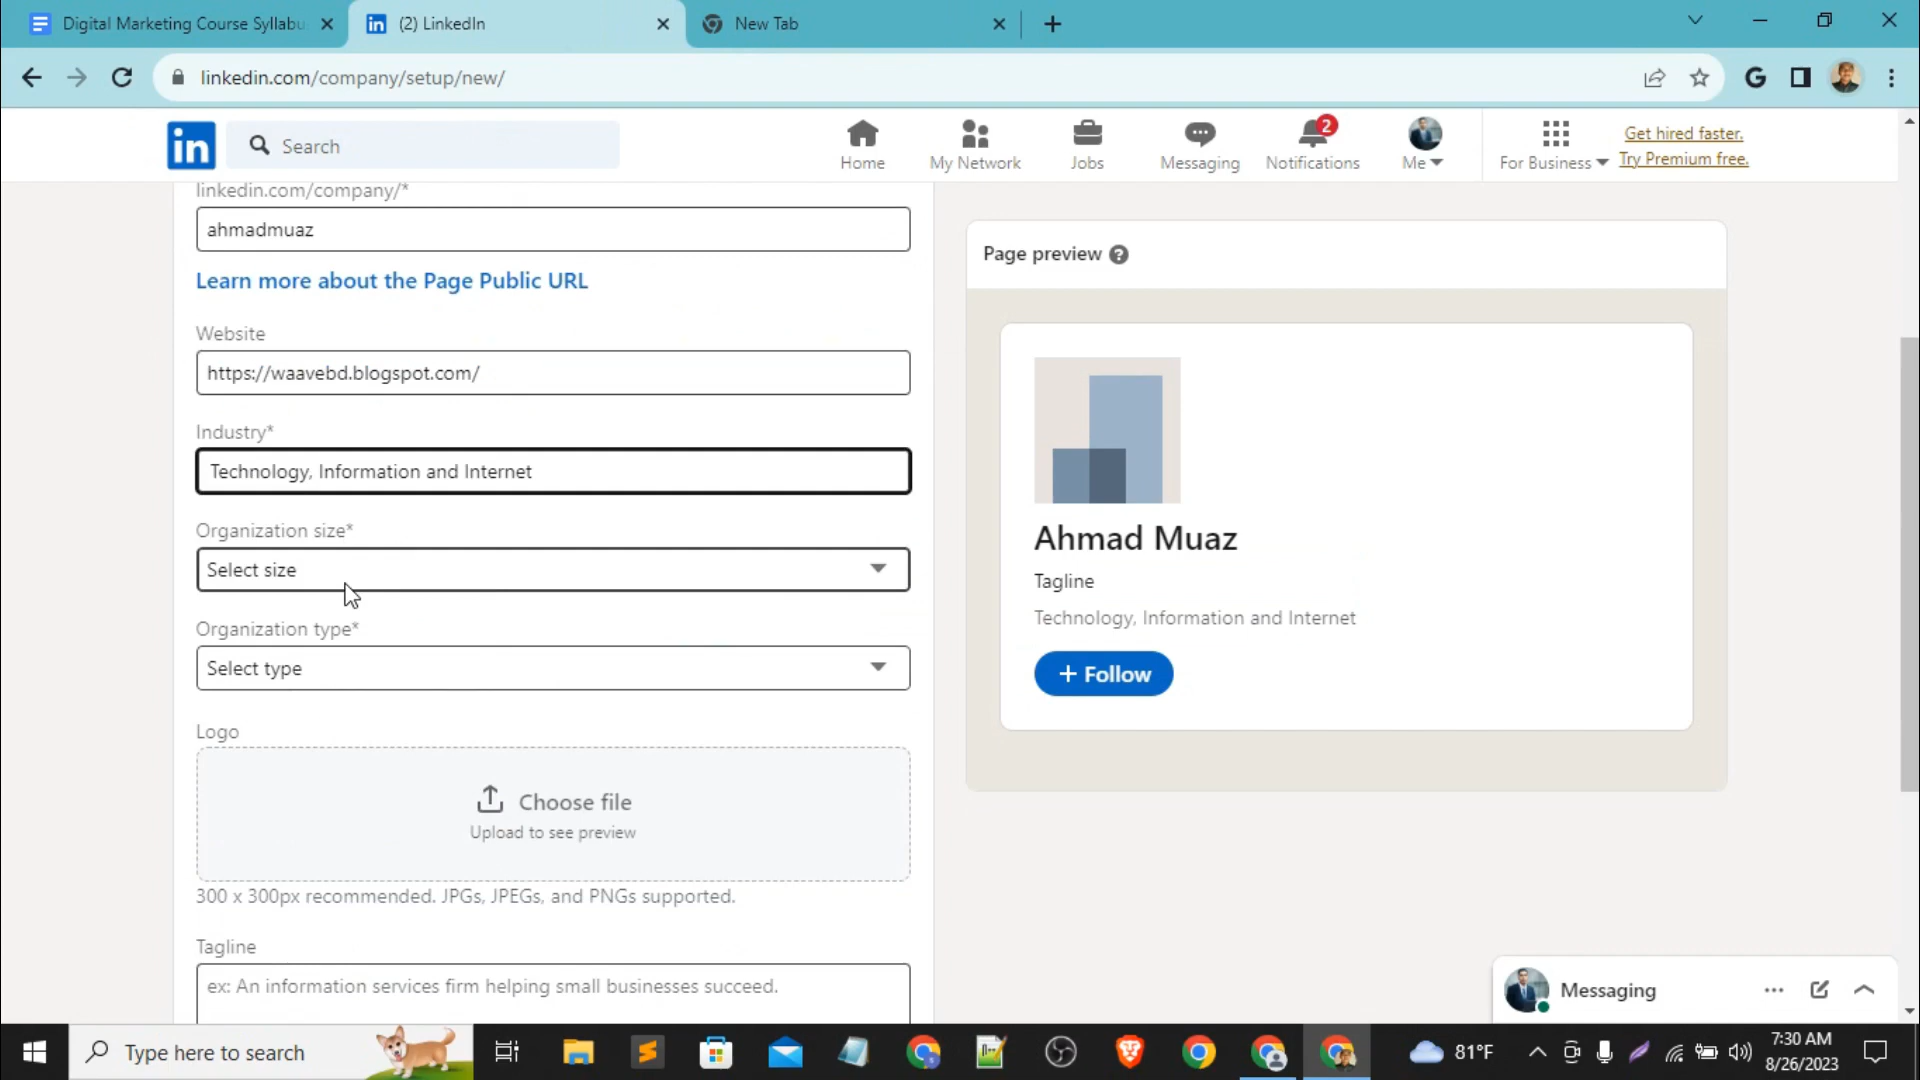 Digital Marketing Course Syllabu
(2) LinkedIn
New Tab
linkedin.com/company/setup/new/
in
Search
Home
My Network
Jobs
Messaging
2
Notifications
Me
For Business
Get hired faster.
Try Premium free.
linkedin.com/company/*
ahmadmuaz
Learn more about the Page Public URL
Website
https://waavebd.blogspot.com/
Industry*
Technology, Information and Internet
Organization size*
Select size
Organization type*
Select type
Logo
Choose file
Upload to see preview
300 x 300px recommended. JPGs, JPEGs, and PNGs supported.
Tagline
ex: An information services firm helping small businesses succeed.
Page preview ?
Ahmad Muaz
Tagline
Technology, Information and Internet
+ Follow
Messaging
Type here to search
81°F
7:30 AM
8/26/2023